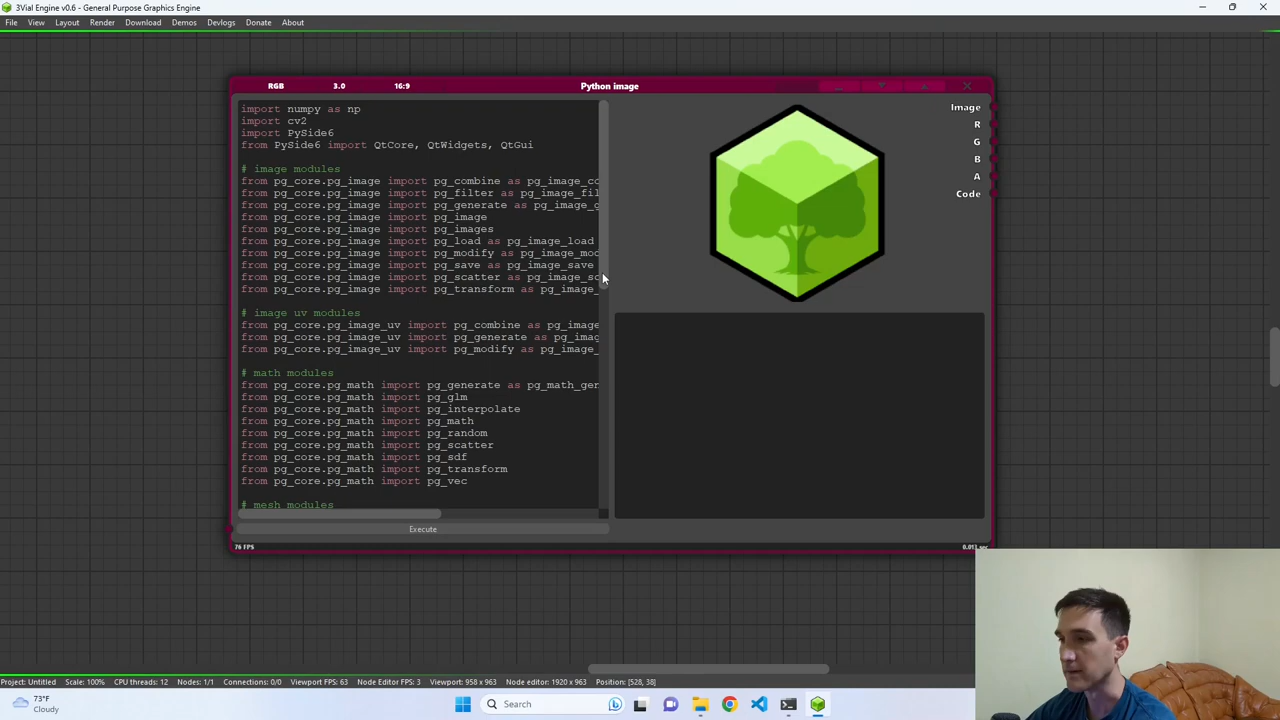 3Vial Engine v0.6 - General Purpose Graphics Engine
File View Layout Render Download Demos Devlogs Donate About
RGB 3.0 16:9 Python image
import numpy as np
import cv2
import PySide6
from PySide6 import QtCore, QtWidgets, QtGui
# image modules
from pg_core.pg_image import pg_combine as pg_image_co
from pg_core.pg_image import pg_filter as pg_image_fil
from pg_core.pg_image import pg_generate as pg_image_g
from pg_core.pg_image import pg_image
from pg_core.pg_image import pg_images
from pg_core.pg_image import pg_load as pg_image_load
from pg_core.pg_image import pg_modify as pg_image_mod
from pg_core.pg_image import pg_save as pg_image_save
from pg_core.pg_image import pg_scatter as pg_image_sc
from pg_core.pg_image import pg_transform as pg_image_
# image uv modules
from pg_core.pg_image_uv import pg_combine as pg_image
from pg_core.pg_image_uv import pg_generate as pg_imag
from pg_core.pg_image_uv import pg_modify as pg_image_
# math modules
from pg_core.pg_math import pg_generate as pg_math_gen
from pg_core.pg_math import pg_glm
from pg_core.pg_math import pg_interpolate
from pg_core.pg_math import pg_math
from pg_core.pg_math import pg_random
from pg_core.pg_math import pg_scatter
from pg_core.pg_math import pg_sdf
from pg_core.pg_math import pg_transform
from pg_core.pg_math import pg_vec
# mesh modules
Execute
Image
R
G
B
A
Code
76 FPS
0.013 sec
Project: Untitled Scale: 100% CPU threads: 12 Nodes: 1/1 Connections: 0/0 Viewport FPS: 63 Node Editor FPS: 3 Viewport: 958 x 963 Node editor: 1920 x 963 Position: [528, 38]
73°F
Cloudy
Search